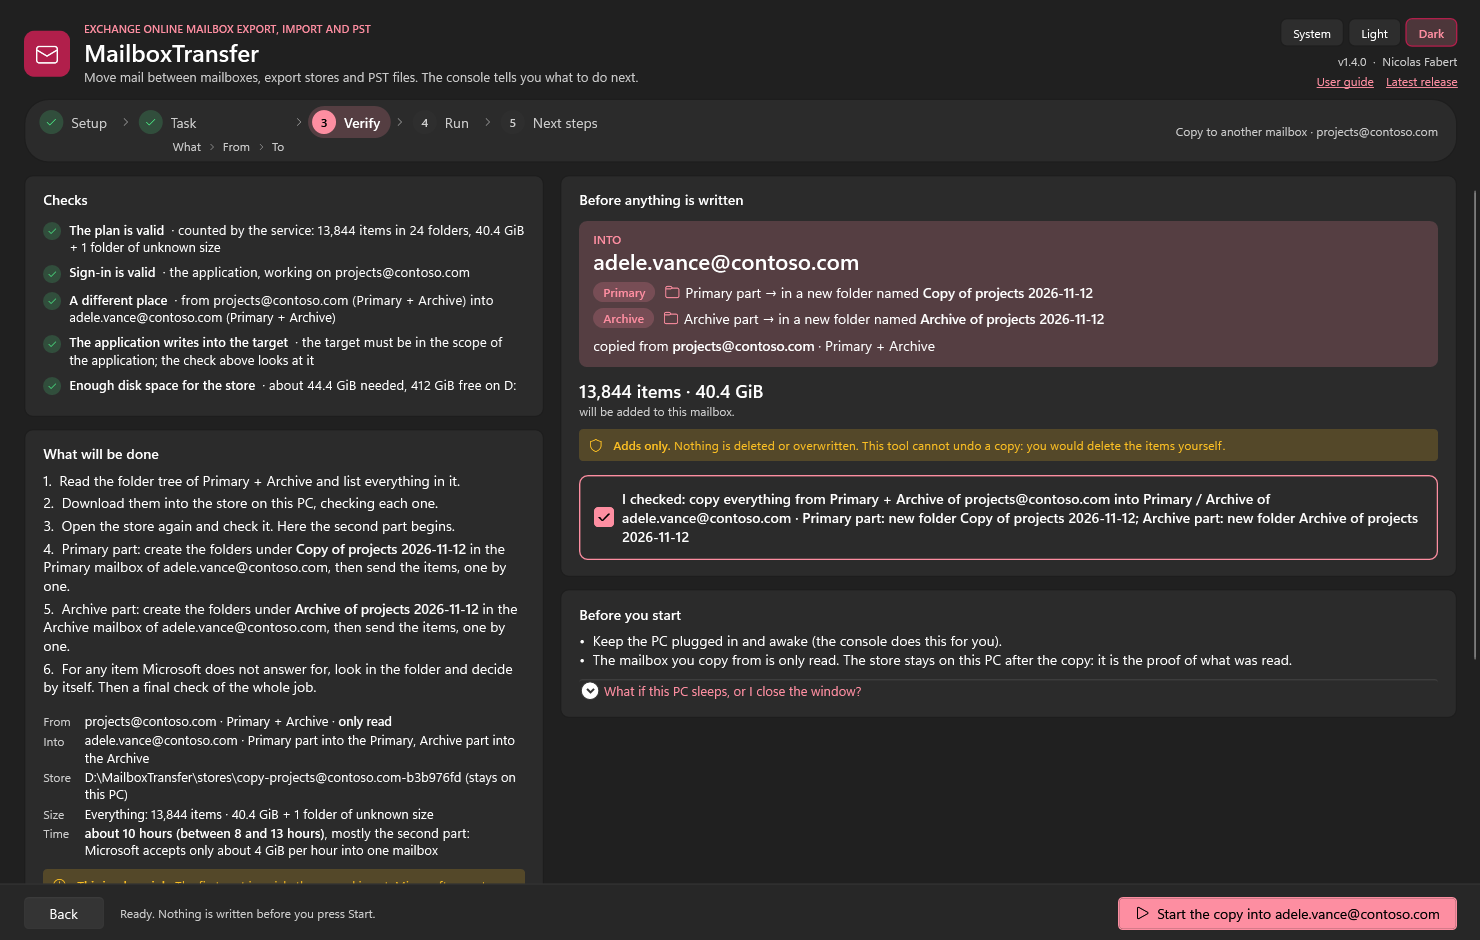 EXCHANGE ONLINE MAILBOX EXPORT, IMPORT AND PST
MailboxTransfer
Move mail between mailboxes, export stores and PST files. The console tells you what to do next.
System
Light
Dark
v1.4.0 · Nicolas Fabert
User guide
Latest release
Setup
Task
What
From
To
3 Verify
4 Run
5 Next steps
Copy to another mailbox · projects@contoso.com
Checks
The plan is valid · counted by the service: 13,844 items in 24 folders, 40.4 GiB
+ 1 folder of unknown size
Sign-in is valid · the application, working on projects@contoso.com
A different place · from projects@contoso.com (Primary + Archive) into
adele.vance@contoso.com (Primary + Archive)
The application writes into the target · the target must be in the scope of
the application; the check above looks at it
Enough disk space for the store · about 44.4 GiB needed, 412 GiB free on D:
What will be done
1. Read the folder tree of Primary + Archive and list everything in it.
2. Download them into the store on this PC, checking each one.
3. Open the store again and check it. Here the second part begins.
4. Primary part: create the folders under Copy of projects 2026-11-12 in the
Primary mailbox of adele.vance@contoso.com, then send the items, one by
one.
5. Archive part: create the folders under Archive of projects 2026-11-12 in the
Archive mailbox of adele.vance@contoso.com, then send the items, one by
one.
6. For any item Microsoft does not answer for, look in the folder and decide
by itself. Then a final check of the whole job.
From projects@contoso.com · Primary + Archive · only read
Into adele.vance@contoso.com · Primary part into the Primary, Archive part into
the Archive
Store D:\MailboxTransfer\stores\copy-projects@contoso.com-b3b976fd (stays on
this PC)
Size Everything: 13,844 items · 40.4 GiB + 1 folder of unknown size
Time about 10 hours (between 8 and 13 hours), mostly the second part:
Microsoft accepts only about 4 GiB per hour into one mailbox
Before anything is written
INTO
adele.vance@contoso.com
Primary Primary part → in a new folder named Copy of projects 2026-11-12
Archive Archive part → in a new folder named Archive of projects 2026-11-12
copied from projects@contoso.com · Primary + Archive
13,844 items · 40.4 GiB
will be added to this mailbox.
Adds only. Nothing is deleted or overwritten. This tool cannot undo a copy: you would delete the items yourself.
I checked: copy everything from Primary + Archive of projects@contoso.com into Primary / Archive of
adele.vance@contoso.com · Primary part: new folder Copy of projects 2026-11-12; Archive part: new folder Archive of projects
2026-11-12
Before you start
• Keep the PC plugged in and awake (the console does this for you).
• The mailbox you copy from is only read. The store stays on this PC after the copy: it is the proof of what was read.
What if this PC sleeps, or I close the window?
Back
Ready. Nothing is written before you press Start.
Start the copy into adele.vance@contoso.com